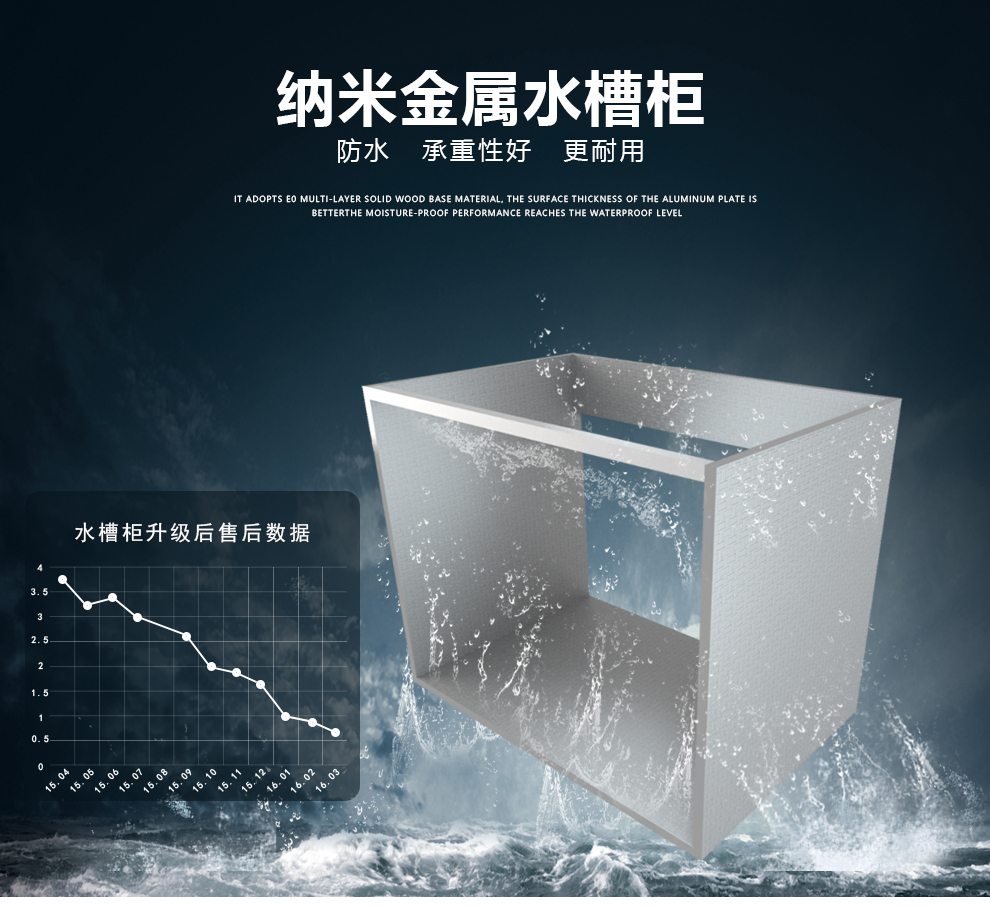 纳米金属水槽柜
防水 承重性好 更耐用
IT ADOPTS E0 MULTI-LAYER SOLID WOOD BASE MATERIAL, THE SURFACE THICKNESS OF THE ALUMINUM PLATE IS
BETTERTHE MOISTURE-PROOF PERFORMANCE REACHES THE WATERPROOF LEVEL
水槽柜升级后售后数据
4
3.5
3
2.5
2
1.5
1
0.5
0
15.04 15.05 15.06 15.07 15.08 15.09 15.10 15.11 15.12 16.01 16.02 16.03